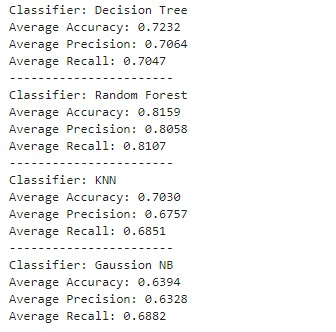 Classifier: Decision Tree
Average Accuracy: 0.7232
Average Precision: 0.7064
Average Recall: 0.7047
-----------------------
Classifier: Random Forest
Average Accuracy: 0.8159
Average Precision: 0.8058
Average Recall: 0.8107
-----------------------
Classifier: KNN
Average Accuracy: 0.7030
Average Precision: 0.6757
Average Recall: 0.6851
-----------------------
Classifier: Gaussion NB
Average Accuracy: 0.6394
Average Precision: 0.6328
Average Recall: 0.6882